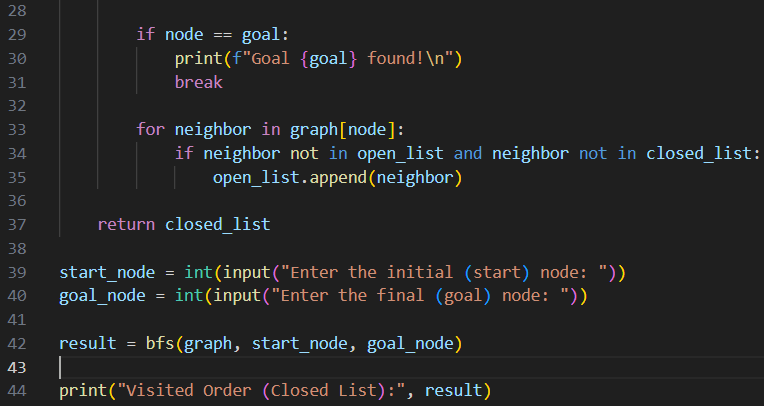 28
29 if node == goal:
30 print(f"Goal {goal} found!\n")
31 break
32
33 for neighbor in graph[node]:
34 if neighbor not in open_list and neighbor not in closed_list:
35 open_list.append(neighbor)
36
37 return closed_list
38
39 start_node = int(input("Enter the initial (start) node: "))
40 goal_node = int(input("Enter the final (goal) node: "))
41
42 result = bfs(graph, start_node, goal_node)
43
44 print("Visited Order (Closed List):", result)